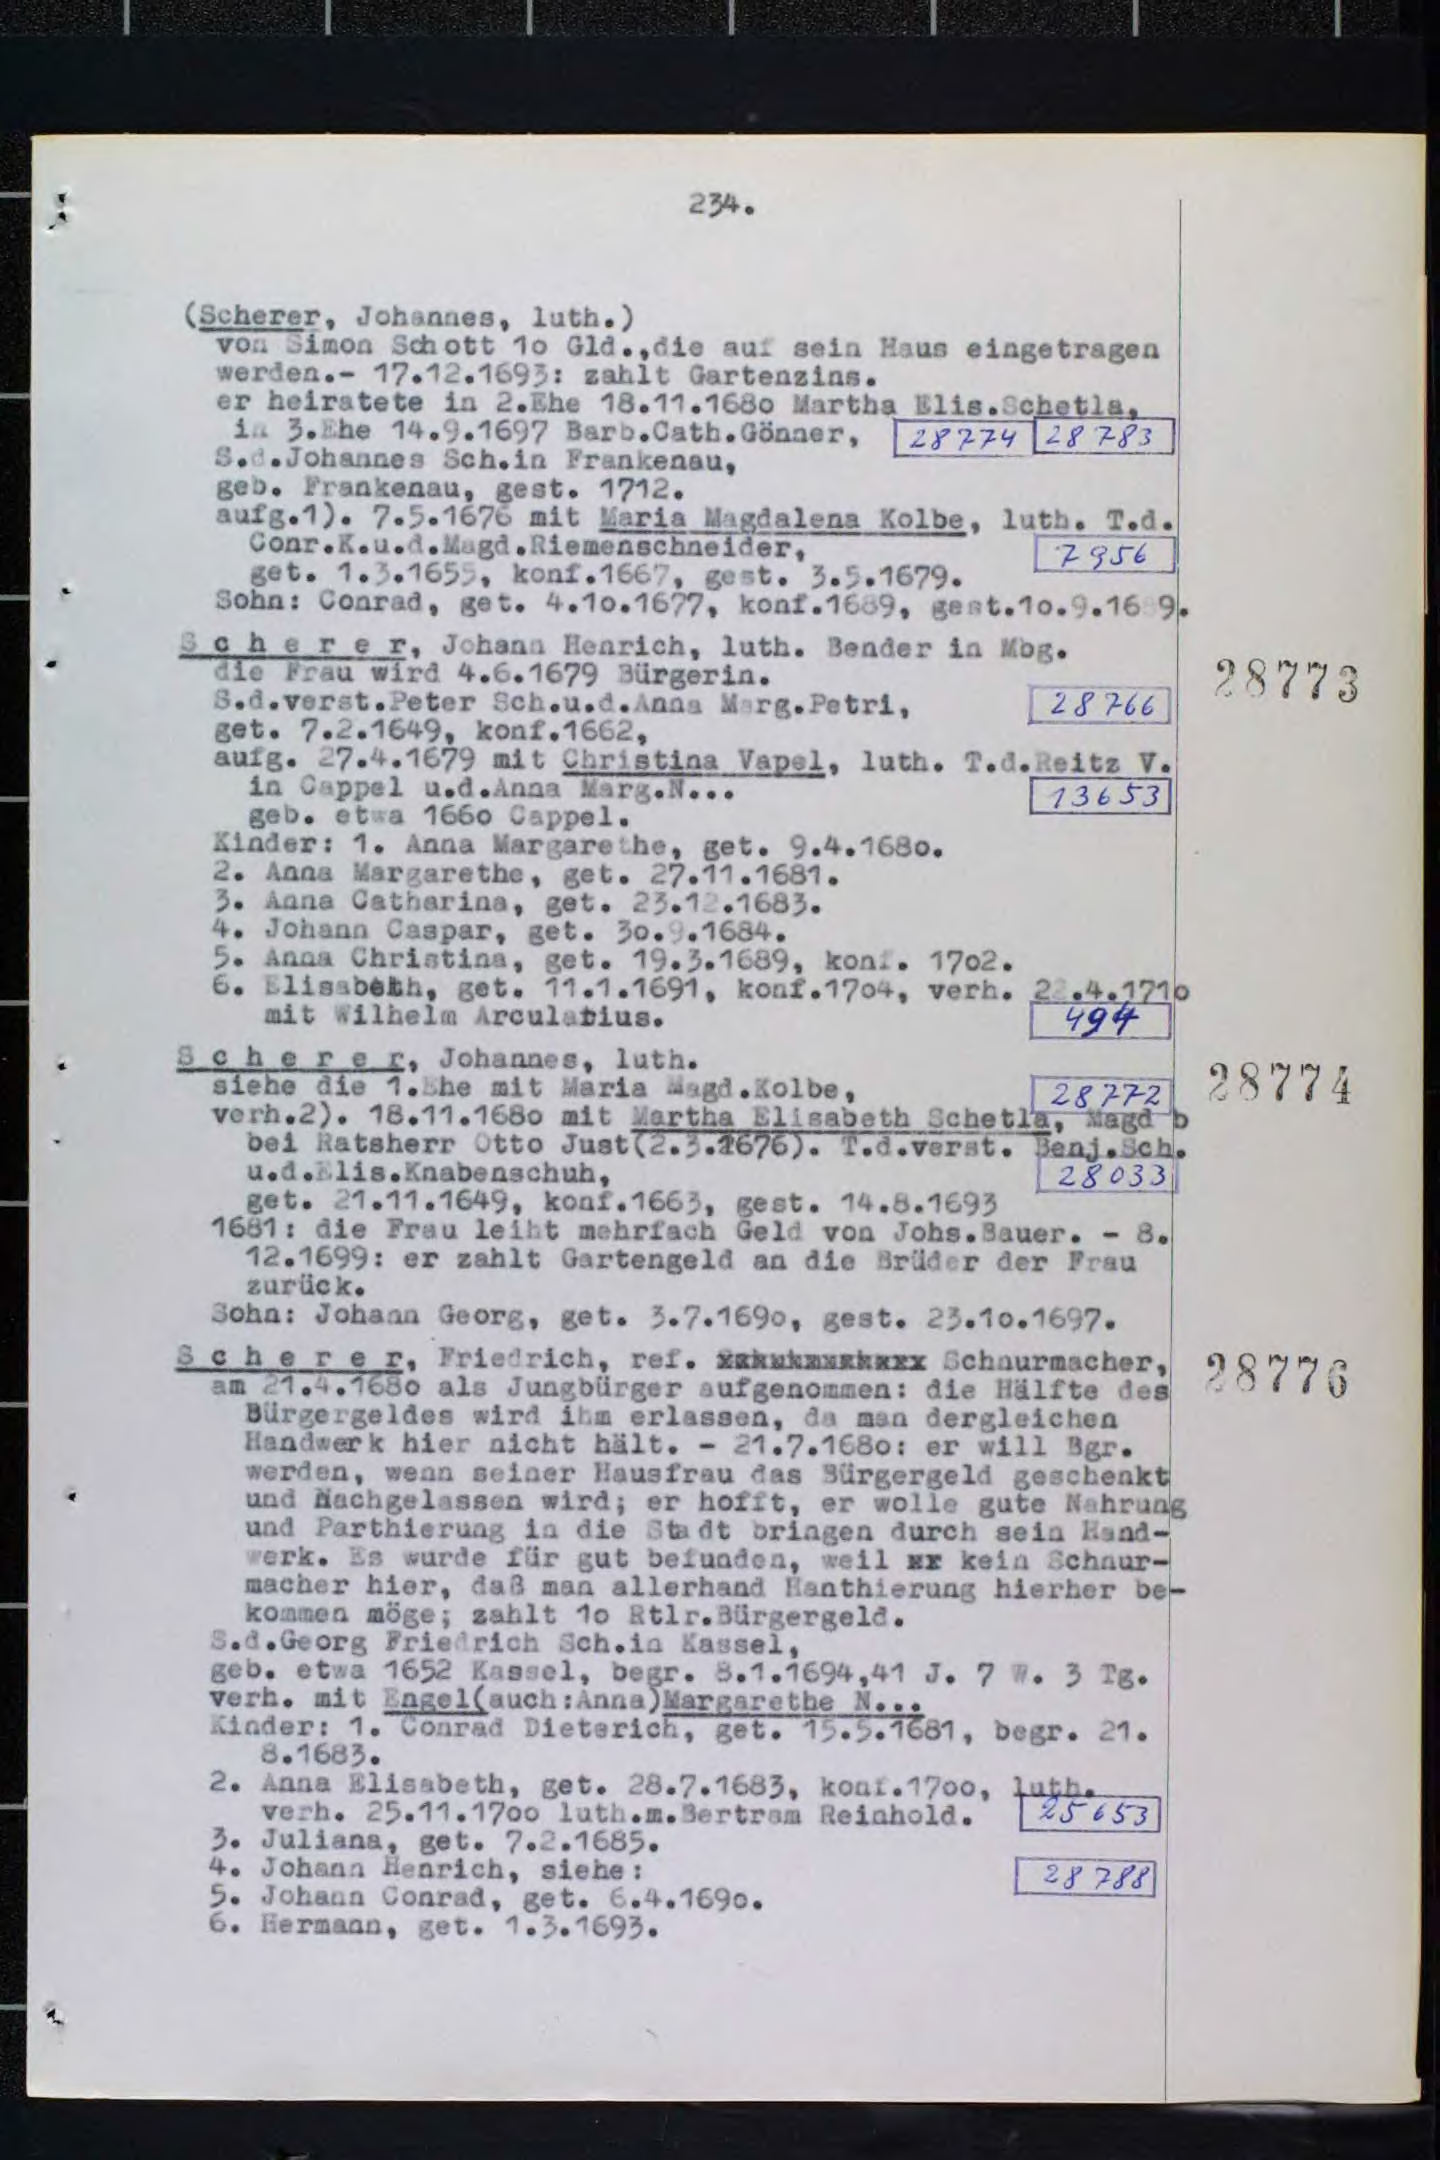 234.
(Scherer, Johannes, luth.)
von Simon Schott 1o Gld.,die auf sein Haus eingetragen
werden.- 17.12.1693: zahlt Gartenzins.
er heiratete in 2.Ehe 18.11.168o Martha Elis.Schetla,
in 3.Ehe 14.9.1697 Barb.Cath.Gönner, 28774 28783
S.d.Johannes Sch.in Frankenau,
geb. Frankenau, gest. 1712.
aufg.1). 7.5.1676 mit Maria Magdalena Kolbe, luth. T.d.
Conr.K.u.d.Magd.Riemenschneider, 7956
get. 1.3.1655, konf.1667, gest. 3.5.1679.
Sohn: Conrad, get. 4.1o.1677, konf.1689, gest.1o.9.1689.
S c h e r e r, Johann Henrich, luth. Bender in Mbg. 28773
die Frau wird 4.6.1679 Bürgerin.
S.d.verst.Peter Sch.u.d.Anna Marg.Petri, 28766
get. 7.2.1649, konf.1662,
aufg. 27.4.1679 mit Christina Vapel, luth. T.d.Reitz V.
in Cappel u.d.Anna Marg.N... 13653
geb. etwa 166o Cappel.
Kinder: 1. Anna Margarethe, get. 9.4.168o.
2. Anna Margarethe, get. 27.11.1681.
3. Anna Catharina, get. 23.12.1683.
4. Johann Caspar, get. 3o.9.1684.
5. Anna Christina, get. 19.3.1689, konf. 17o2.
6. Elisabeth, get. 11.1.1691, konf.17o4, verh. 22.4.171o
mit Wilhelm Arcularius. 494
S c h e r e r, Johannes, luth. 28774
siehe die 1.Ehe mit Maria Magd.Kolbe, 28772
verh.2). 18.11.168o mit Martha Elisabeth Schetla, Magd b
bei Ratsherr Otto Just(2.3.1676). T.d.verst. Benj.Sch.
u.d.Elis.Knabenschuh, 28033
get. 21.11.1649, konf.1663, gest. 14.8.1693
1681: die Frau leiht mehrfach Geld von Johs.Bauer. - 8.
12.1699: er zahlt Gartengeld an die Brüder der Frau
zurück.
Sohn: Johann Georg, get. 3.7.169o, gest. 23.1o.1697.
S c h e r e r, Friedrich, ref. Schnurmacher, 28776
am 21.4.168o als Jungbürger aufgenommen: die Hälfte des
Bürgergeldes wird ihm erlassen, da man dergleichen
Handwerk hier nicht hält. - 21.7.168o: er will Bgr.
werden, wenn seiner Hausfrau das Bürgergeld geschenkt
und Nachgelassen wird; er hofft, er wolle gute Nahrung
und Parthierung in die Stadt bringen durch sein Hand-
werk. Es wurde für gut befunden, weil xx kein Schnur-
macher hier, daß man allerhand Hanthierung hierher be-
kommen möge; zahlt 1o Rtlr.Bürgergeld.
S.d.Georg Friedrich Sch.in Kassel,
geb. etwa 1652 Kassel, begr. 8.1.1694,41 J. 7 W. 3 Tg.
verh. mit Engel(auch:Anna)Margarethe N...
Kinder: 1. Conrad Dieterich, get. 15.5.1681, begr. 21.
8.1683.
2. Anna Elisabeth, get. 28.7.1683, konf.17oo, luth.
verh. 25.11.17oo luth.m.Bertram Reinhold. 25653
3. Juliana, get. 7.2.1685.
4. Johann Henrich, siehe: 28788
5. Johann Conrad, get. 6.4.169o.
6. Hermann, get. 1.3.1693.